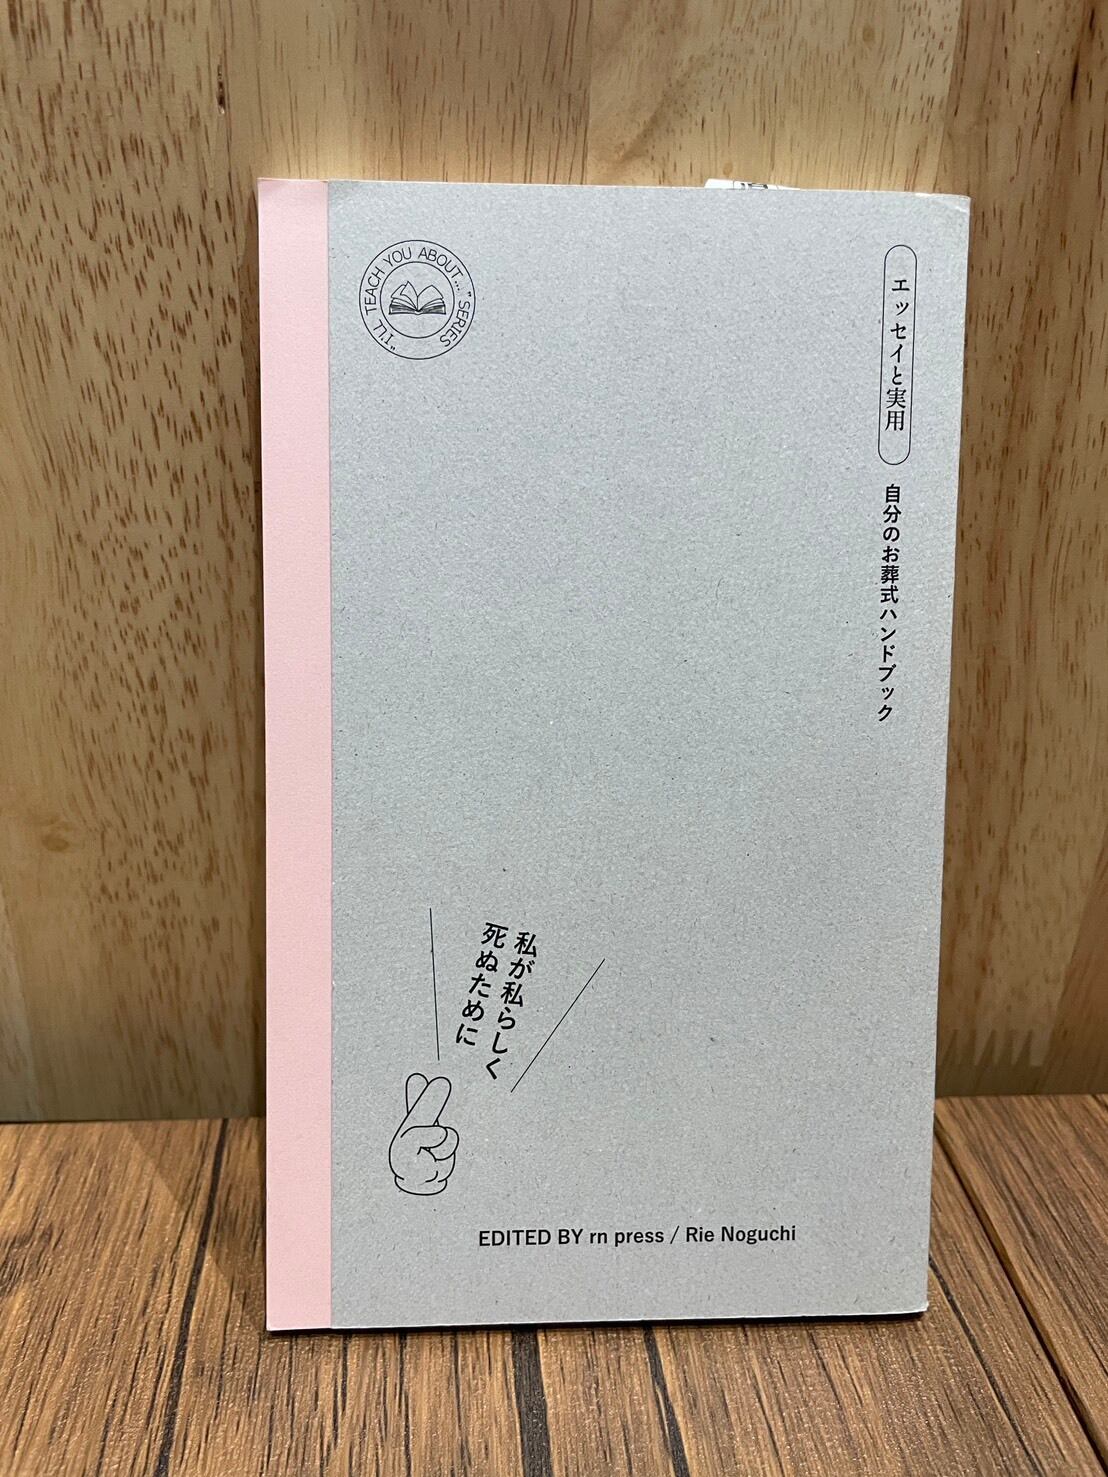 エッセイと実用
自分のお葬式ハンドブック
"I'LL TEACH YOU ABOUT...." SERIES
私が私らしく
死ぬために
EDITED BY rn press / Rie Noguchi